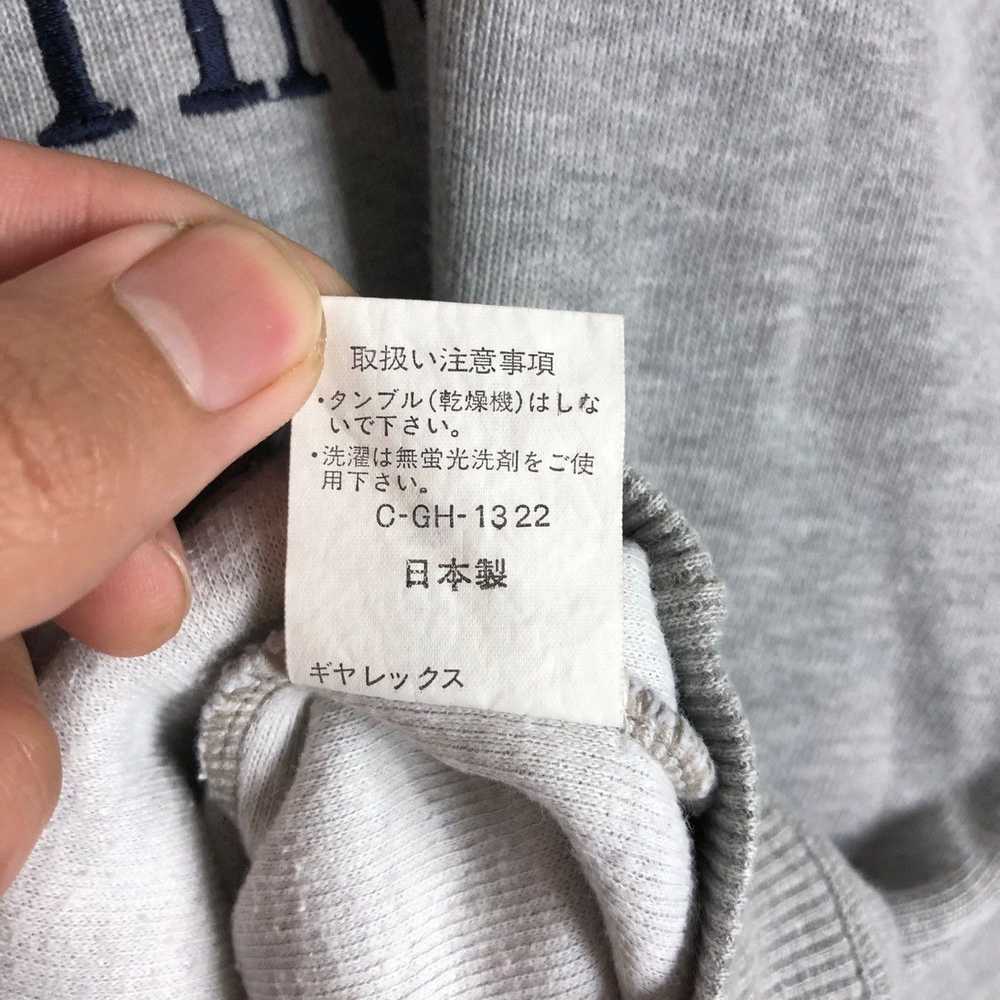 取扱い注意事項
・タンブル(乾燥機)はしな
いで下さい。
・洗濯は無蛍光洗剤をご使
用下さい。
C-GH-1322
日本製
ギヤレックス